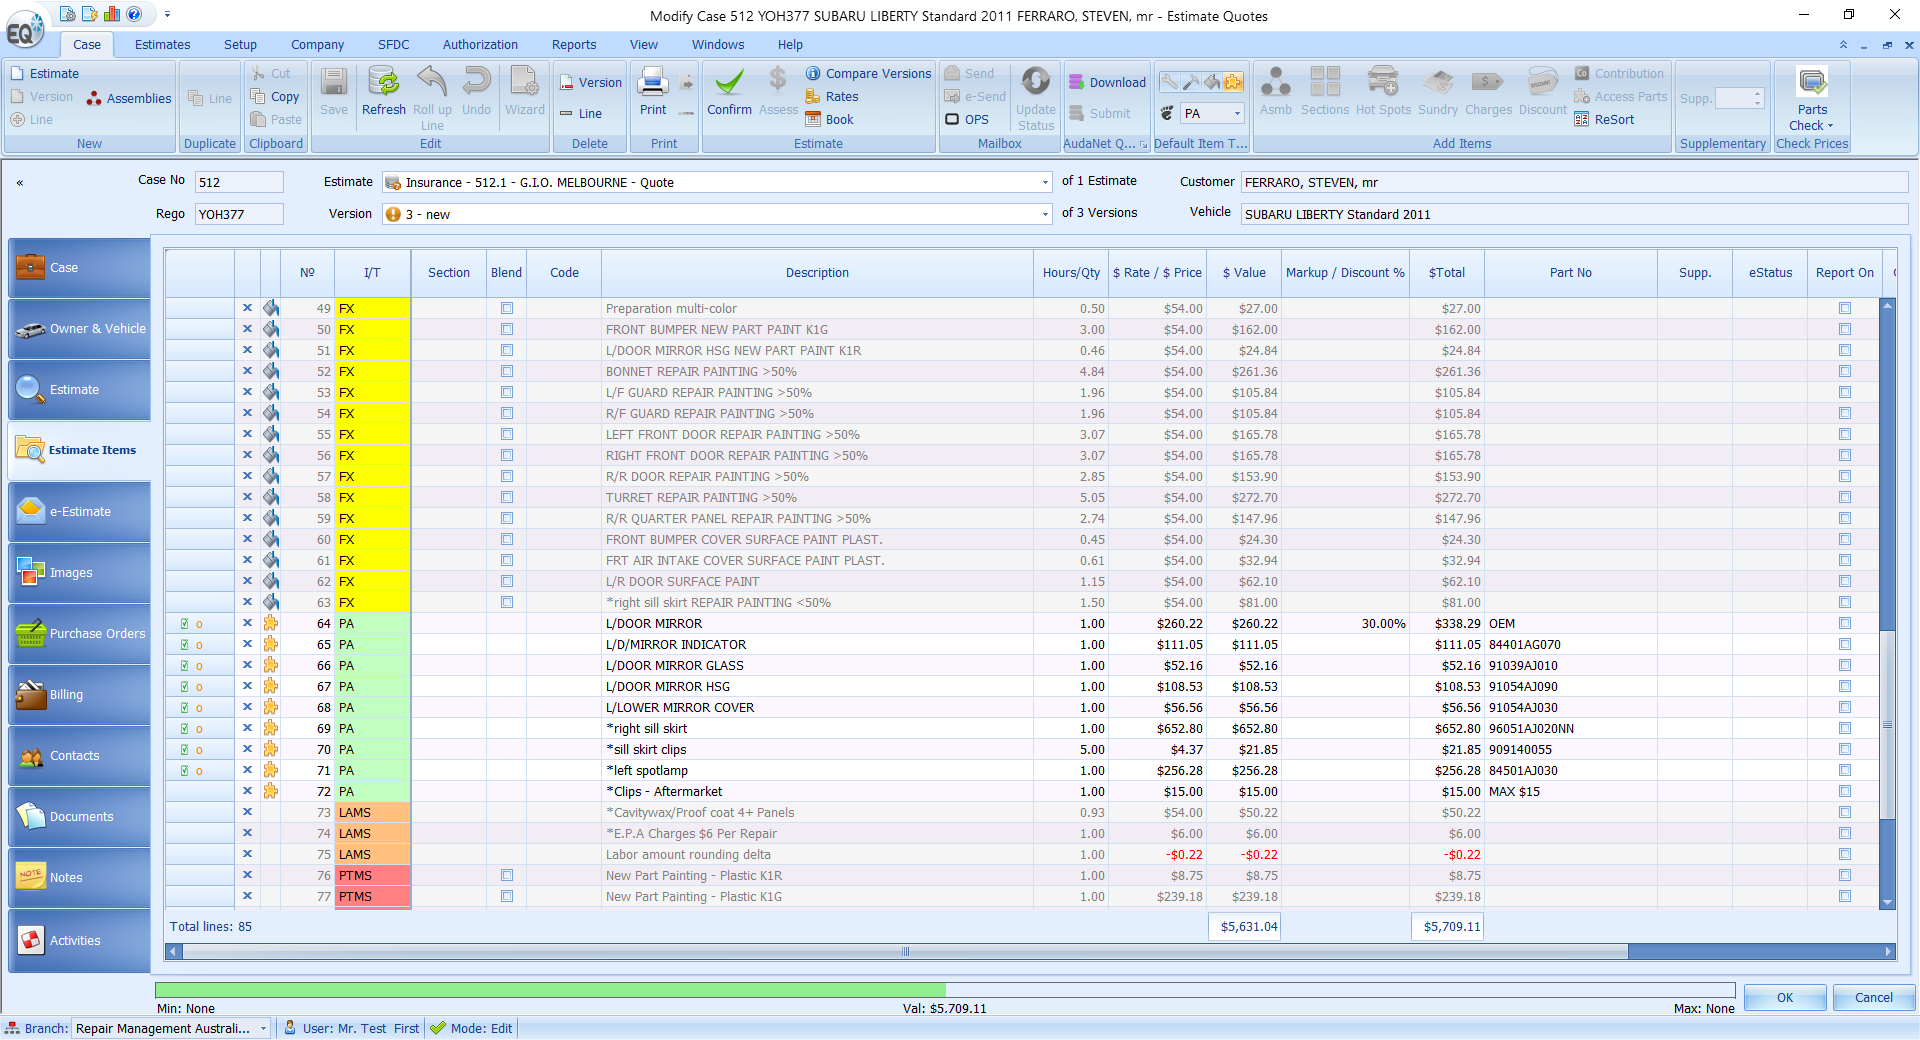 Modify Case 512 YOH377 SUBARU LIBERTY Standard 2011 FERRARO, STEVEN, mr - Estimate Quotes
EQ
Case Estimates Setup Company SFDC Authorization Reports View Windows Help
Estimate
Version
Line
Assemblies
New
Line
Duplicate
Cut
Copy
Paste
Clipboard
Save
Refresh
Roll up Line
Undo
Wizard
Edit
Version
Line
Delete
Print
Print
Confirm
Assess
Compare Versions
Rates
Book
Estimate
Send
e-Send
OPS
Update Status
Mailbox
Download
Submit
AudaNet Q...
PA
Default Item T...
Asmb Sections Hot Spots Sundry Charges Discount
Contribution
Access Parts
ReSort
Add Items
Supp.
Supplementary
Parts Check
Check Prices
« Case No 512 Estimate Insurance - 512.1 - G.I.O. MELBOURNE - Quote of 1 Estimate Customer FERRARO, STEVEN, mr
Rego YOH377 Version 3 - new of 3 Versions Vehicle SUBARU LIBERTY Standard 2011
Case
Owner & Vehicle
Estimate
Estimate Items
e-Estimate
Images
Purchase Orders
Billing
Contacts
Documents
NOTE
Notes
Activities
Nº I/T Section Blend Code Description Hours/Qty $ Rate / $ Price $ Value Markup / Discount % $Total Part No Supp. eStatus Report On
49 FX Preparation multi-color 0.50 $54.00 $27.00 $27.00
50 FX FRONT BUMPER NEW PART PAINT K1G 3.00 $54.00 $162.00 $162.00
51 FX L/DOOR MIRROR HSG NEW PART PAINT K1R 0.46 $54.00 $24.84 $24.84
52 FX BONNET REPAIR PAINTING >50% 4.84 $54.00 $261.36 $261.36
53 FX L/F GUARD REPAIR PAINTING >50% 1.96 $54.00 $105.84 $105.84
54 FX R/F GUARD REPAIR PAINTING >50% 1.96 $54.00 $105.84 $105.84
55 FX LEFT FRONT DOOR REPAIR PAINTING >50% 3.07 $54.00 $165.78 $165.78
56 FX RIGHT FRONT DOOR REPAIR PAINTING >50% 3.07 $54.00 $165.78 $165.78
57 FX R/R DOOR REPAIR PAINTING >50% 2.85 $54.00 $153.90 $153.90
58 FX TURRET REPAIR PAINTING >50% 5.05 $54.00 $272.70 $272.70
59 FX R/R QUARTER PANEL REPAIR PAINTING >50% 2.74 $54.00 $147.96 $147.96
60 FX FRONT BUMPER COVER SURFACE PAINT PLAST. 0.45 $54.00 $24.30 $24.30
61 FX FRT AIR INTAKE COVER SURFACE PAINT PLAST. 0.61 $54.00 $32.94 $32.94
62 FX L/R DOOR SURFACE PAINT 1.15 $54.00 $62.10 $62.10
63 FX *right sill skirt REPAIR PAINTING <50% 1.50 $54.00 $81.00 $81.00
o 64 PA L/DOOR MIRROR 1.00 $260.22 $260.22 30.00% $338.29 OEM
o 65 PA L/D/MIRROR INDICATOR 1.00 $111.05 $111.05 $111.05 84401AG070
o 66 PA L/DOOR MIRROR GLASS 1.00 $52.16 $52.16 $52.16 91039AJ010
o 67 PA L/DOOR MIRROR HSG 1.00 $108.53 $108.53 $108.53 91054AJ090
o 68 PA L/LOWER MIRROR COVER 1.00 $56.56 $56.56 $56.56 91054AJ030
o 69 PA *right sill skirt 1.00 $652.80 $652.80 $652.80 96051AJ020NN
o 70 PA *sill skirt clips 5.00 $4.37 $21.85 $21.85 909140055
o 71 PA *left spotlamp 1.00 $256.28 $256.28 $256.28 84501AJ030
72 PA *Clips - Aftermarket 1.00 $15.00 $15.00 $15.00 MAX $15
73 LAMS *Cavitywax/Proof coat 4+ Panels 0.93 $54.00 $50.22 $50.22
74 LAMS *E.P.A Charges $6 Per Repair 1.00 $6.00 $6.00 $6.00
75 LAMS Labor amount rounding delta 1.00 -$0.22 -$0.22 -$0.22
76 PTMS New Part Painting - Plastic K1R 1.00 $8.75 $8.75 $8.75
77 PTMS New Part Painting - Plastic K1G 1.00 $239.18 $239.18 $239.18
Total lines: 85 $5,631.04 $5,709.11
Min: None Val: $5.709.11 Max: None
OK Cancel
Branch: Repair Management Australi... User: Mr. Test First Mode: Edit